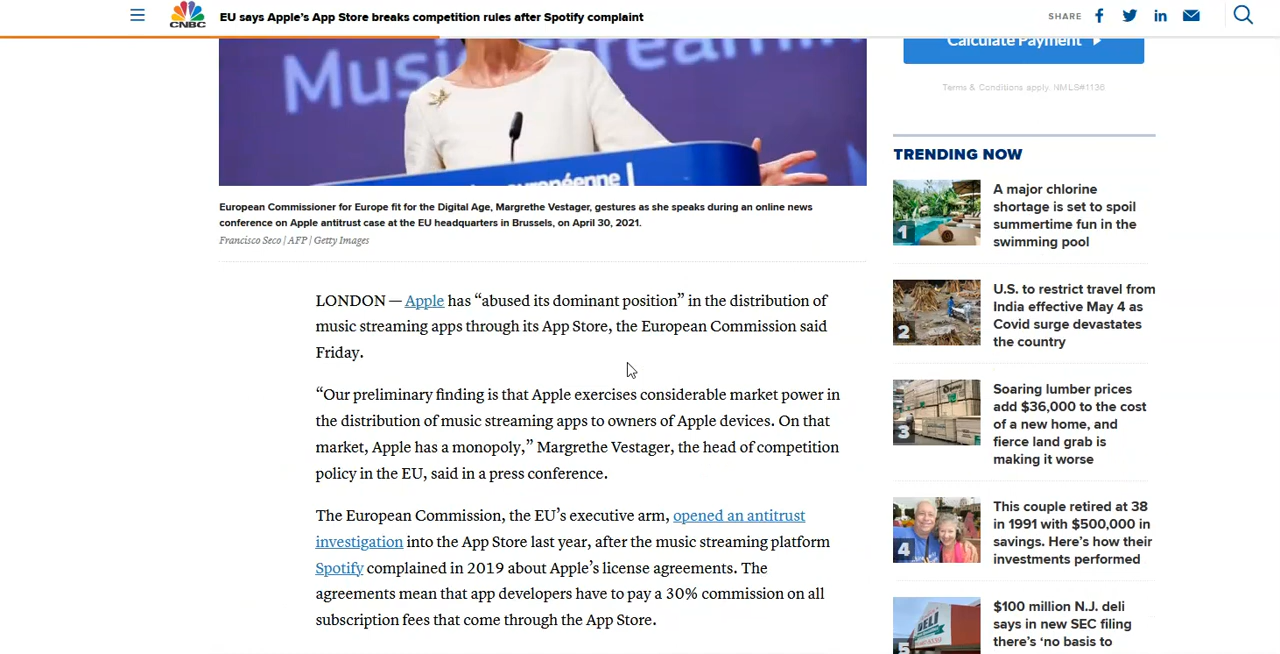 CNBC
EU says Apple’s App Store breaks competition rules after Spotify complaint
SHARE
Music Streaming
européenne
European Commissioner for Europe fit for the Digital Age, Margrethe Vestager, gestures as she speaks during an online news
conference on Apple antitrust case at the EU headquarters in Brussels, on April 30, 2021.
Francisco Seco | AFP | Getty Images
LONDON — Apple has “abused its dominant position” in the distribution of
music streaming apps through its App Store, the European Commission said
Friday.
“Our preliminary finding is that Apple exercises considerable market power in
the distribution of music streaming apps to owners of Apple devices. On that
market, Apple has a monopoly,” Margrethe Vestager, the head of competition
policy in the EU, said in a press conference.
The European Commission, the EU’s executive arm, opened an antitrust
investigation into the App Store last year, after the music streaming platform
Spotify complained in 2019 about Apple’s license agreements. The
agreements mean that app developers have to pay a 30% commission on all
subscription fees that come through the App Store.
Calculate Payment
Terms & Conditions apply. NMLS#1136
TRENDING NOW
1
A major chlorine
shortage is set to spoil
summertime fun in the
swimming pool
2
U.S. to restrict travel from
India effective May 4 as
Covid surge devastates
the country
3
Soaring lumber prices
add $36,000 to the cost
of a new home, and
fierce land grab is
making it worse
4
This couple retired at 38
in 1991 with $500,000 in
savings. Here’s how their
investments performed
DELI
5
$100 million N.J. deli
says in new SEC filing
there’s ‘no basis to